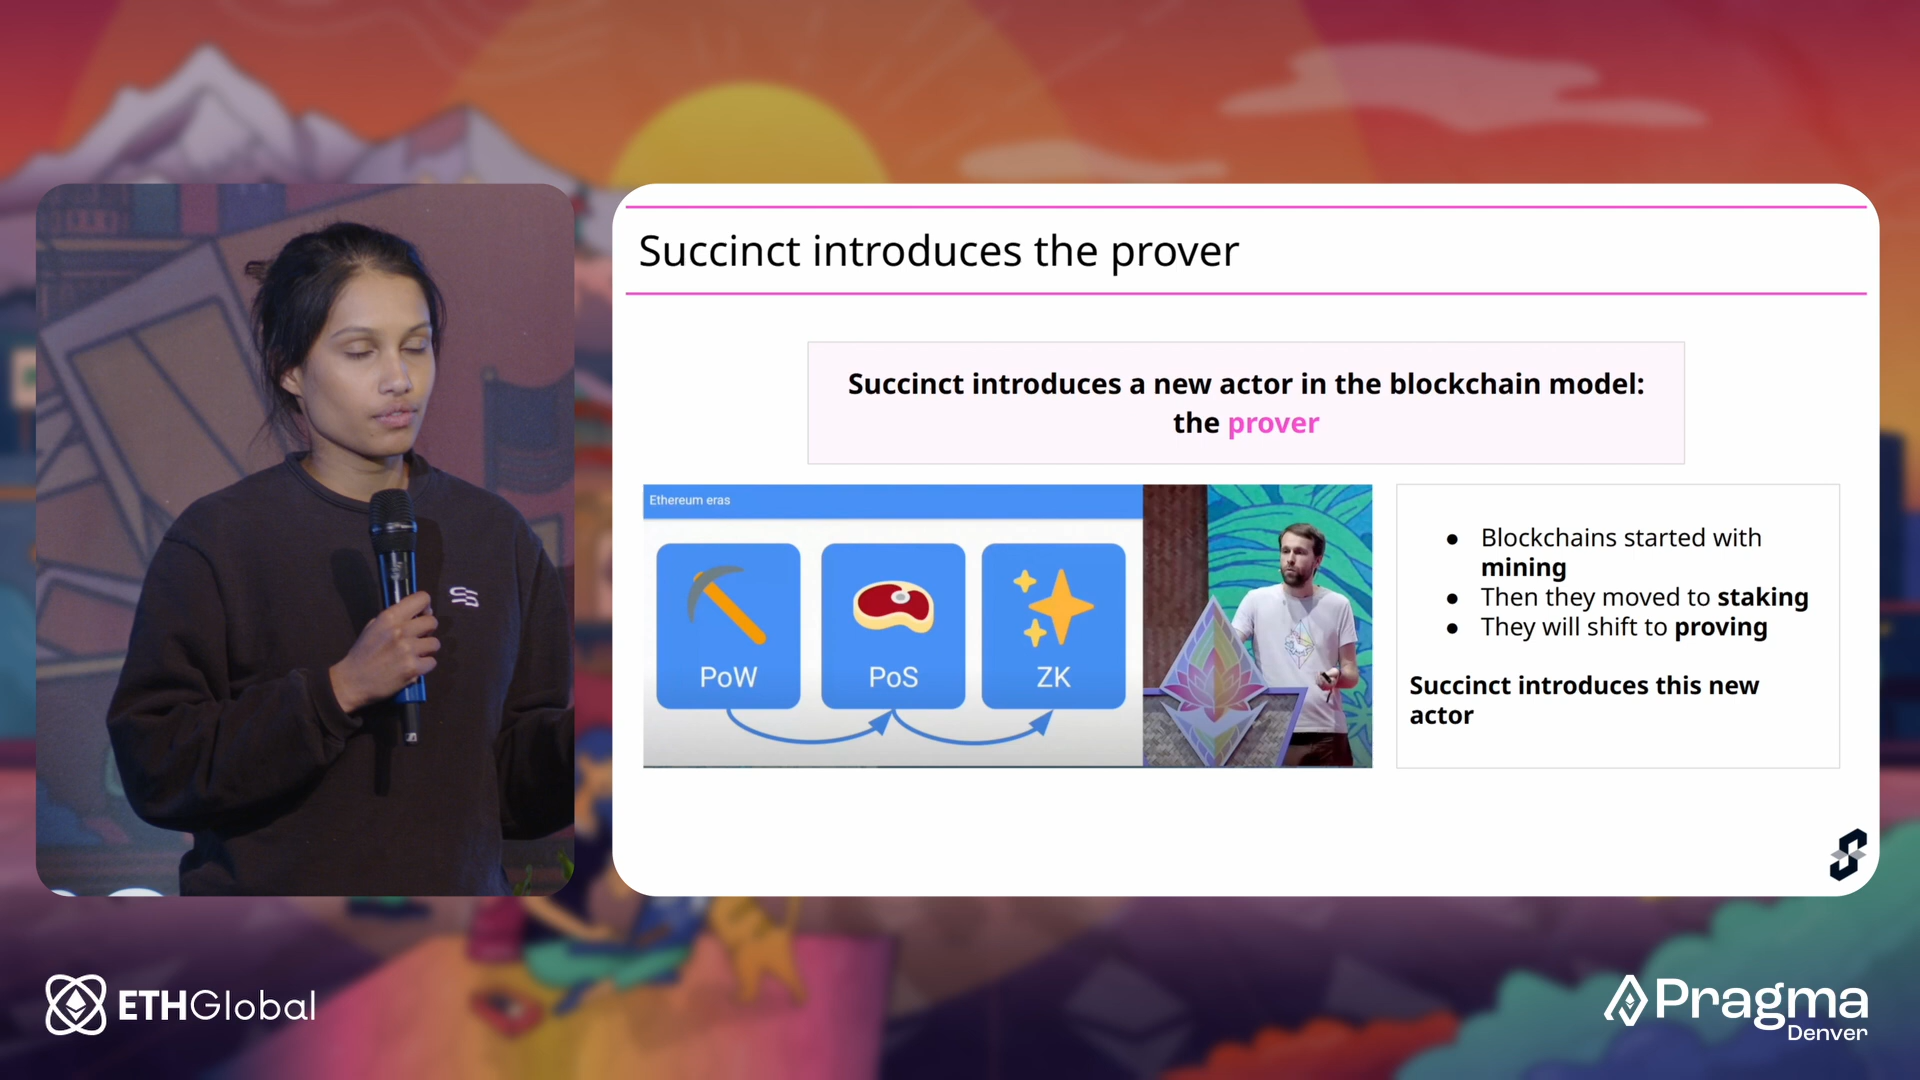 Succinct introduces the prover
Succinct introduces a new actor in the blockchain model:
the prover
Ethereum eras
PoW
PoS
ZK
● Blockchains started with
mining
● Then they moved to staking
● They will shift to proving
Succinct introduces this new
actor
ETHGlobal
Pragma
Denver